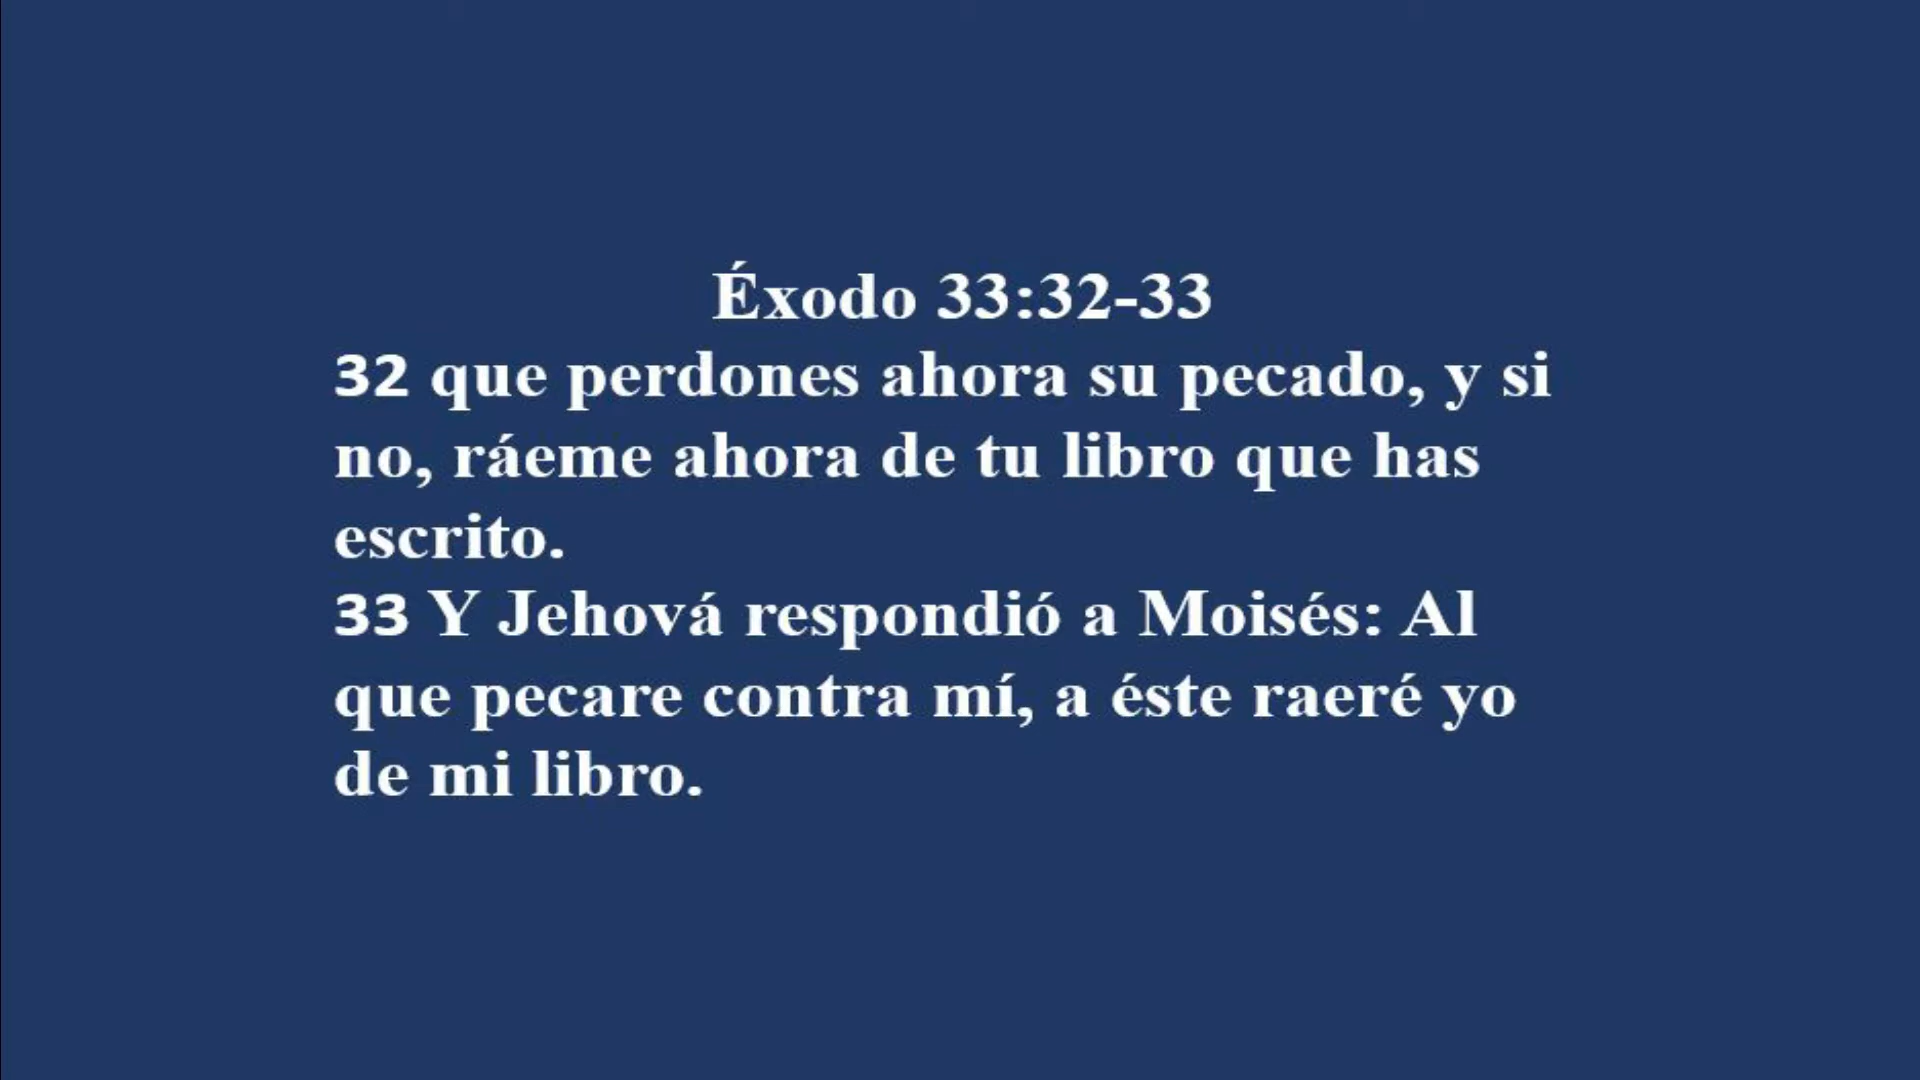 Éxodo 33:32-33
32 que perdones ahora su pecado, y si
no, ráeme ahora de tu libro que has
escrito.
33 Y Jehová respondió a Moisés: Al
que pecare contra mí, a éste raeré yo
de mi libro.